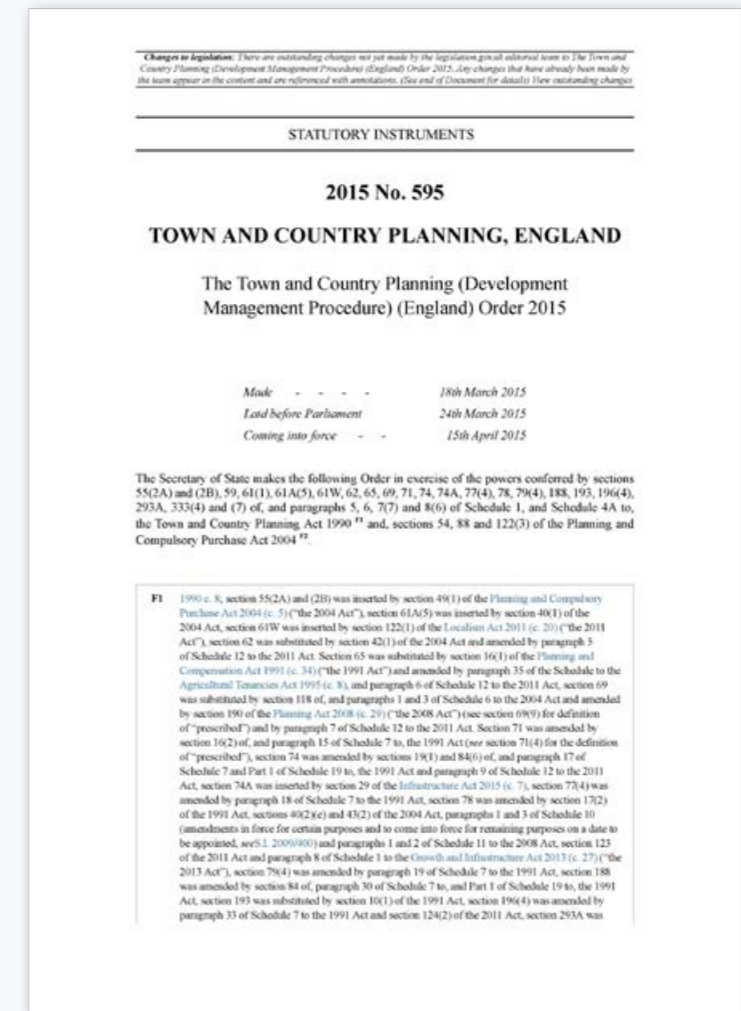 Changes to legislation: There are outstanding changes not yet made by the legislation.gov.uk editorial team to The Town and
Country Planning (Development Management Procedure) (England) Order 2015. Any changes that have already been made by
the team appear in the content and are referenced with annotations. (See end of Document for details) View outstanding changes
STATUTORY INSTRUMENTS
2015 No. 595
TOWN AND COUNTRY PLANNING, ENGLAND
The Town and Country Planning (Development
Management Procedure) (England) Order 2015
Made - - - - 18th March 2015
Laid before Parliament 24th March 2015
Coming into force - - 15th April 2015
The Secretary of State makes the following Order in exercise of the powers conferred by sections
55(2A) and (2B), 59, 61(1), 61A(5), 61W, 62, 65, 69, 71, 74, 74A, 77(4), 78, 79(4), 188, 193, 196(4),
293A, 333(4) and (7) of, and paragraphs 5, 6, 7(7) and 8(6) of Schedule 1, and Schedule 4A to,
the Town and Country Planning Act 1990 F1 and, sections 54, 88 and 122(3) of the Planning and
Compulsory Purchase Act 2004 F2.
F1 1990 c. 8; section 55(2A) and (2B) was inserted by section 49(1) of the Planning and Compulsory
Purchase Act 2004 (c. 5) (“the 2004 Act”), section 61A(5) was inserted by section 40(1) of the
2004 Act, section 61W was inserted by section 122(1) of the Localism Act 2011 (c. 20) (“the 2011
Act”), section 62 was substituted by section 42(1) of the 2004 Act and amended by paragraph 5
of Schedule 12 to the 2011 Act. Section 65 was substituted by section 16(1) of the Planning and
Compensation Act 1991 (c. 34) (“the 1991 Act”) and amended by paragraph 35 of the Schedule to the
Agricultural Tenancies Act 1995 (c. 8), and paragraph 6 of Schedule 12 to the 2011 Act, section 69
was substituted by section 118 of, and paragraphs 1 and 3 of Schedule 6 to the 2004 Act and amended
by section 190 of the Planning Act 2008 (c. 29) (“the 2008 Act”) (see section 69(9) for definition
of “prescribed”) and by paragraph 7 of Schedule 12 to the 2011 Act. Section 71 was amended by
section 16(2) of, and paragraph 15 of Schedule 7 to, the 1991 Act (see section 71(4) for the definition
of “prescribed”), section 74 was amended by sections 19(1) and 84(6) of, and paragraph 17 of
Schedule 7 and Part 1 of Schedule 19 to, the 1991 Act and paragraph 9 of Schedule 12 to the 2011
Act, section 74A was inserted by section 29 of the Infrastructure Act 2015 (c. 7), section 77(4) was
amended by paragraph 18 of Schedule 7 to the 1991 Act, section 78 was amended by section 17(2)
of the 1991 Act, sections 40(2)(e) and 43(2) of the 2004 Act, paragraphs 1 and 3 of Schedule 10
(amendments in force for certain purposes and to come into force for remaining purposes on a date to
be appointed, see S.I. 2009/400) and paragraphs 1 and 2 of Schedule 11 to the 2008 Act, section 123
of the 2011 Act and paragraph 8 of Schedule 1 to the Growth and Infrastructure Act 2013 (c. 27) (“the
2013 Act”), section 79(4) was amended by paragraph 19 of Schedule 7 to the 1991 Act, section 188
was amended by section 84 of, paragraph 30 of Schedule 7 to, and Part 1 of Schedule 19 to, the 1991
Act, section 193 was substituted by section 10(1) of the 1991 Act, section 196(4) was amended by
paragraph 33 of Schedule 7 to the 1991 Act and section 124(2) of the 2011 Act, section 293A was